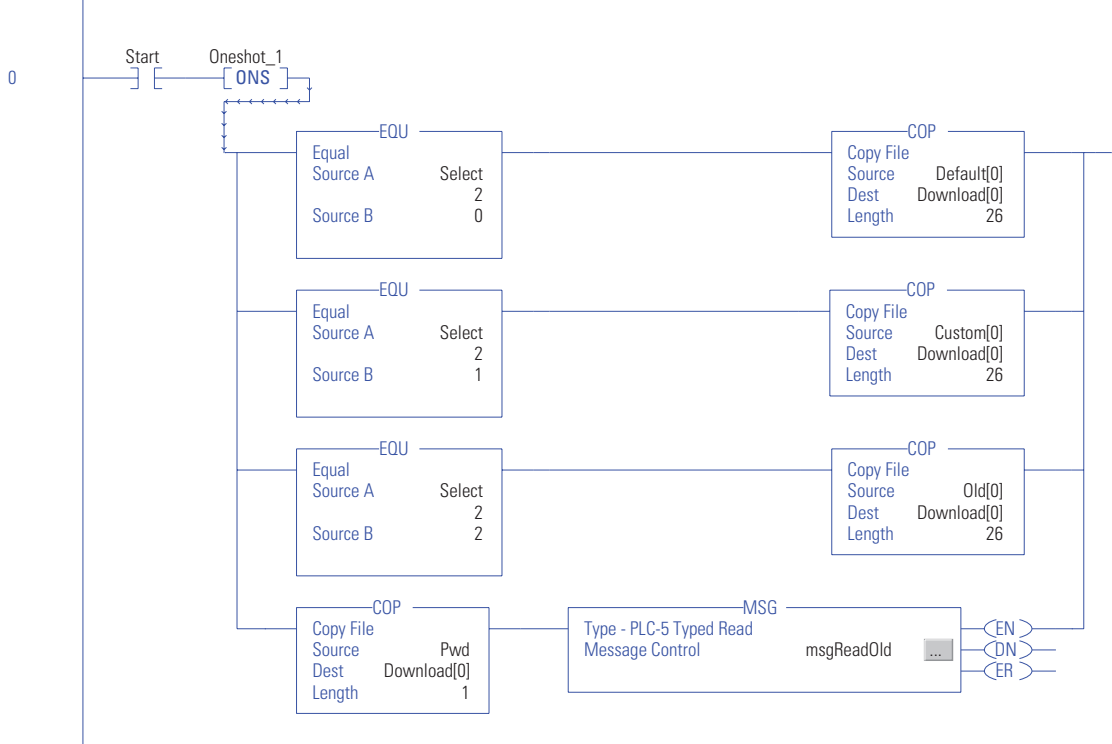 Start Oneshot_1
0 ONS
EQU COP
Equal Copy File
Source A Select Source Default[0]
2 Dest Download[0]
Source B 0 Length 26
EQU COP
Equal Copy File
Source A Select Source Custom[0]
2 Dest Download[0]
Source B 1 Length 26
EQU COP
Equal Copy File
Source A Select Source Old[0]
2 Dest Download[0]
Source B 2 Length 26
COP MSG
Copy File Type - PLC-5 Typed Read EN
Source Pwd Message Control msgReadOld ... DN
Dest Download[0] ER
Length 1